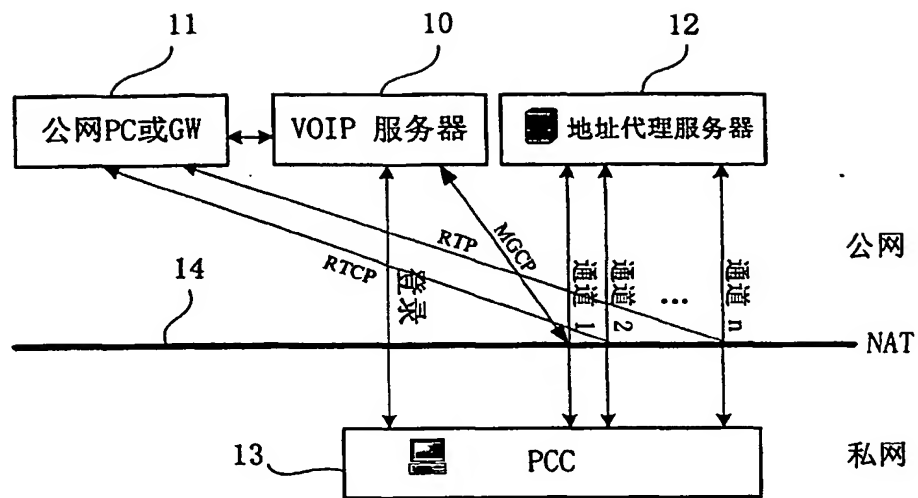 11
10
12
公网PC或GW
VOIP 服务器
地址代理服务器
RTP
MGCP
RTCP
登录
通道 1
通道 2
...
通道 n
公网
14
NAT
13
PCC
私网